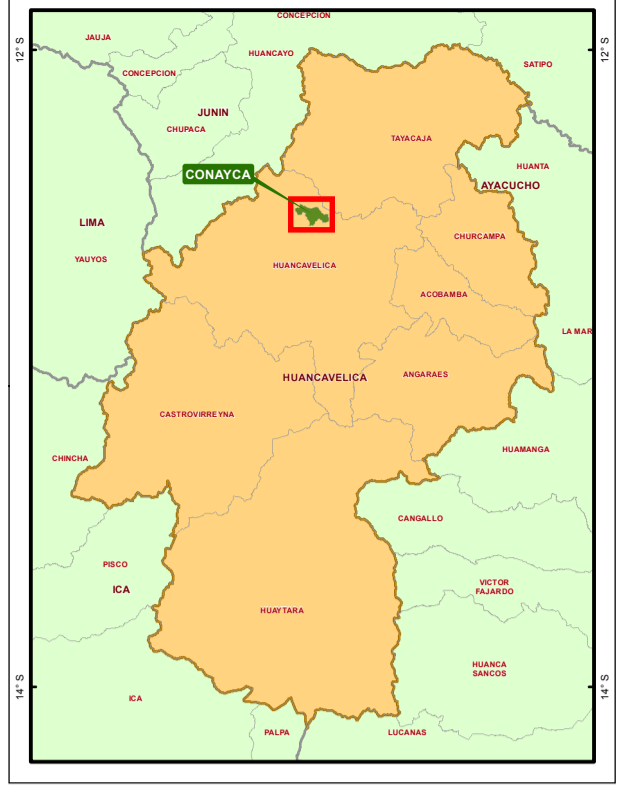 CONCEPCION
JAUJA
HUANCAYO
12° S
12° S
SATIPO
CONCEPCION
JUNIN
CHUPACA
TAYACAJA
HUANTA
CONAYCA
AYACUCHO
LIMA
CHURCAMPA
YAUYOS
HUANCAVELICA
ACOBAMBA
LA MAR
HUANCAVELICA
ANGARAES
CASTROVIRREYNA
HUAMANGA
CHINCHA
CANGALLO
PISCO
ICA
VICTOR
FAJARDO
HUAYTARA
HUANCA
SANCOS
14° S
14° S
ICA
PALPA
LUCANAS